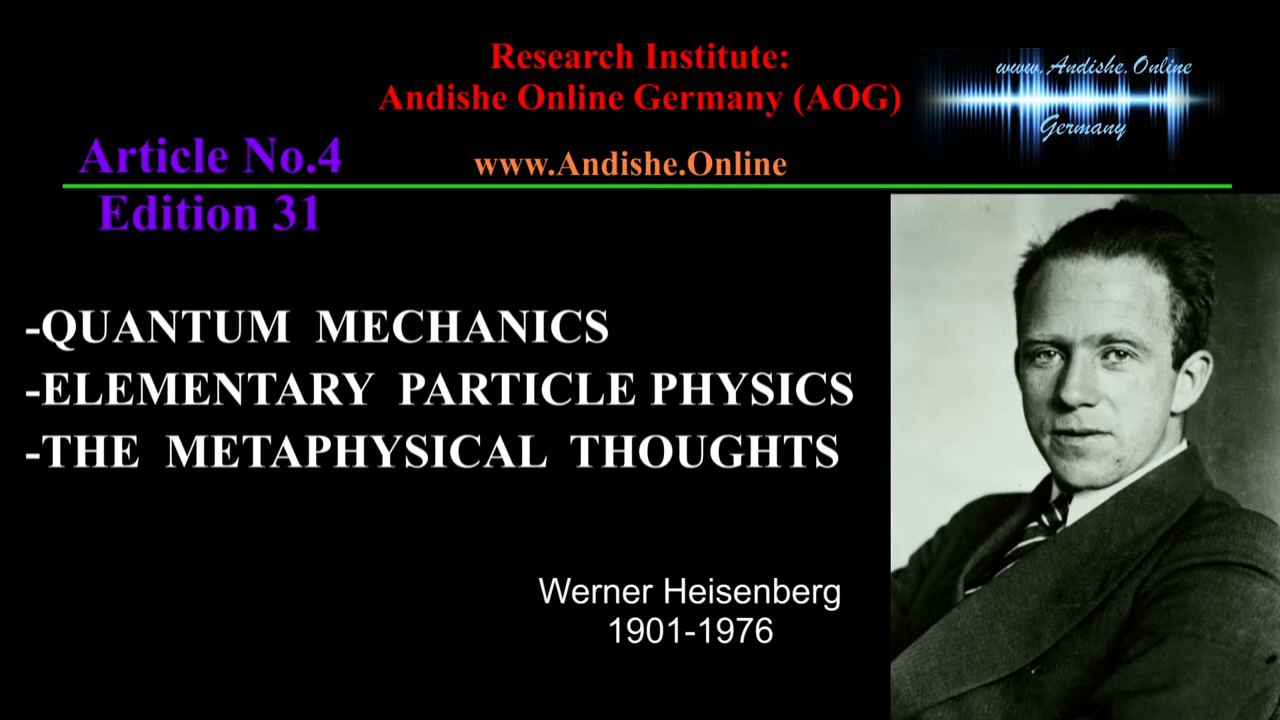 Research Institute:
Andishe Online Germany (AOG)
www.Andishe.Online
Germany
Article No.4
www.Andishe.Online
Edition 31
-QUANTUM MECHANICS
-ELEMENTARY PARTICLE PHYSICS
-THE METAPHYSICAL THOUGHTS
Werner Heisenberg
1901-1976